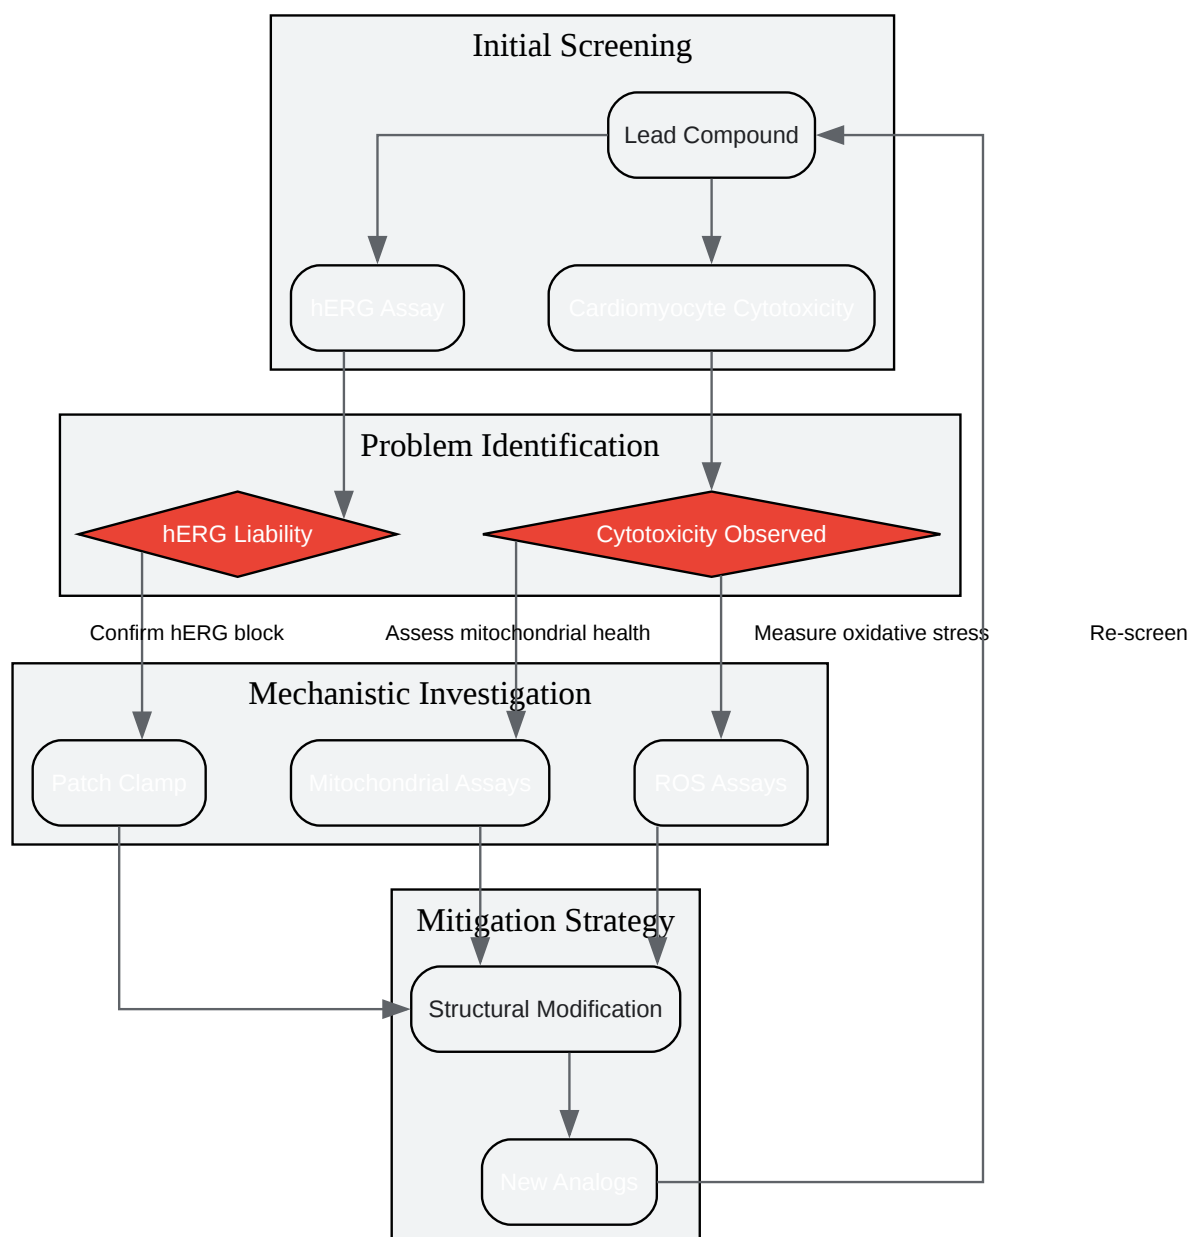 Initial Screening
Lead Compound
hERG Assay
Cardiomyocyte Cytotoxicity
Problem Identification
hERG Liability
Cytotoxicity Observed
Confirm hERG block
Assess mitochondrial health
Measure oxidative stress
Re-screen
Mechanistic Investigation
Patch Clamp
Mitochondrial Assays
ROS Assays
Mitigation Strategy
Structural Modification
New Analogs